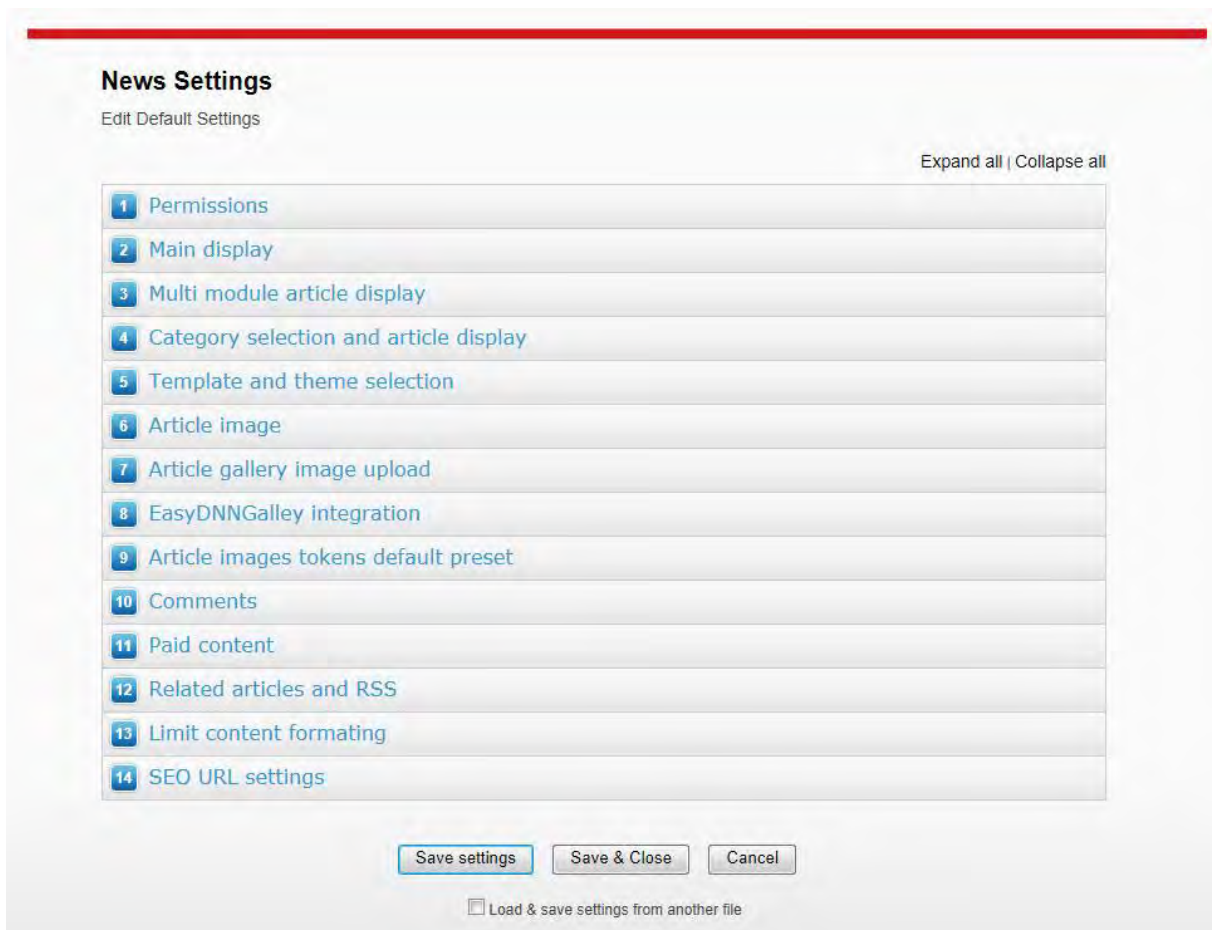 News Settings
Edit Default Settings
Expand all | Collapse all
1 Permissions
2 Main display
3 Multi module article display
4 Category selection and article display
5 Template and theme selection
6 Article image
7 Article gallery image upload
8 EasyDNNGalley integration
9 Article images tokens default preset
10 Comments
11 Paid content
12 Related articles and RSS
13 Limit content formating
14 SEO URL settings
Save settings Save & Close Cancel
Load & save settings from another file